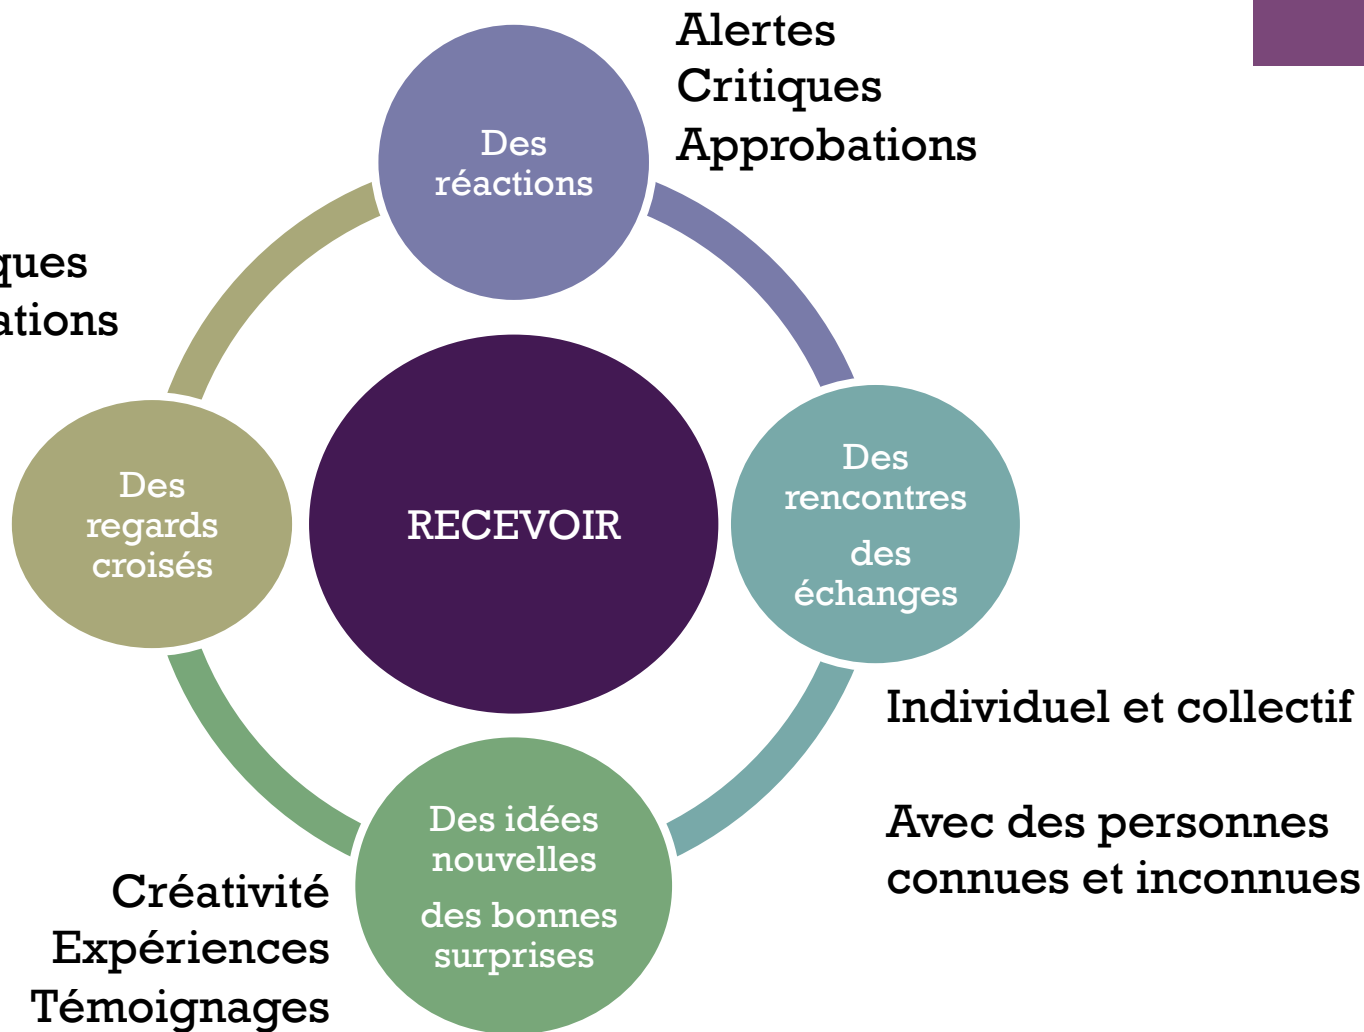 Alertes
Critiques
Approbations
Des
réactions
Des
regards
croisés
RECEVOIR
Des
rencontres
des
échanges
Individuel et collectif
Avec des personnes
connues et inconnues
Des idées
nouvelles
des bonnes
surprises
Créativité
Expériences
Témoignages